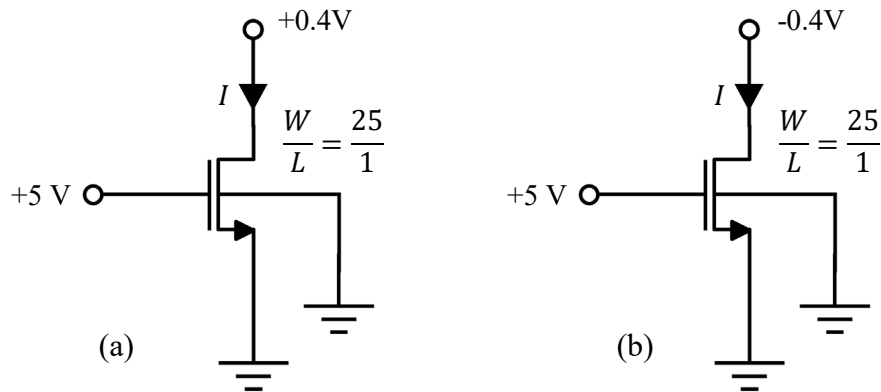 +0.4V
I
W/L = 25/1
+5 V
(a)
-0.4V
I
W/L = 25/1
+5 V
(b)